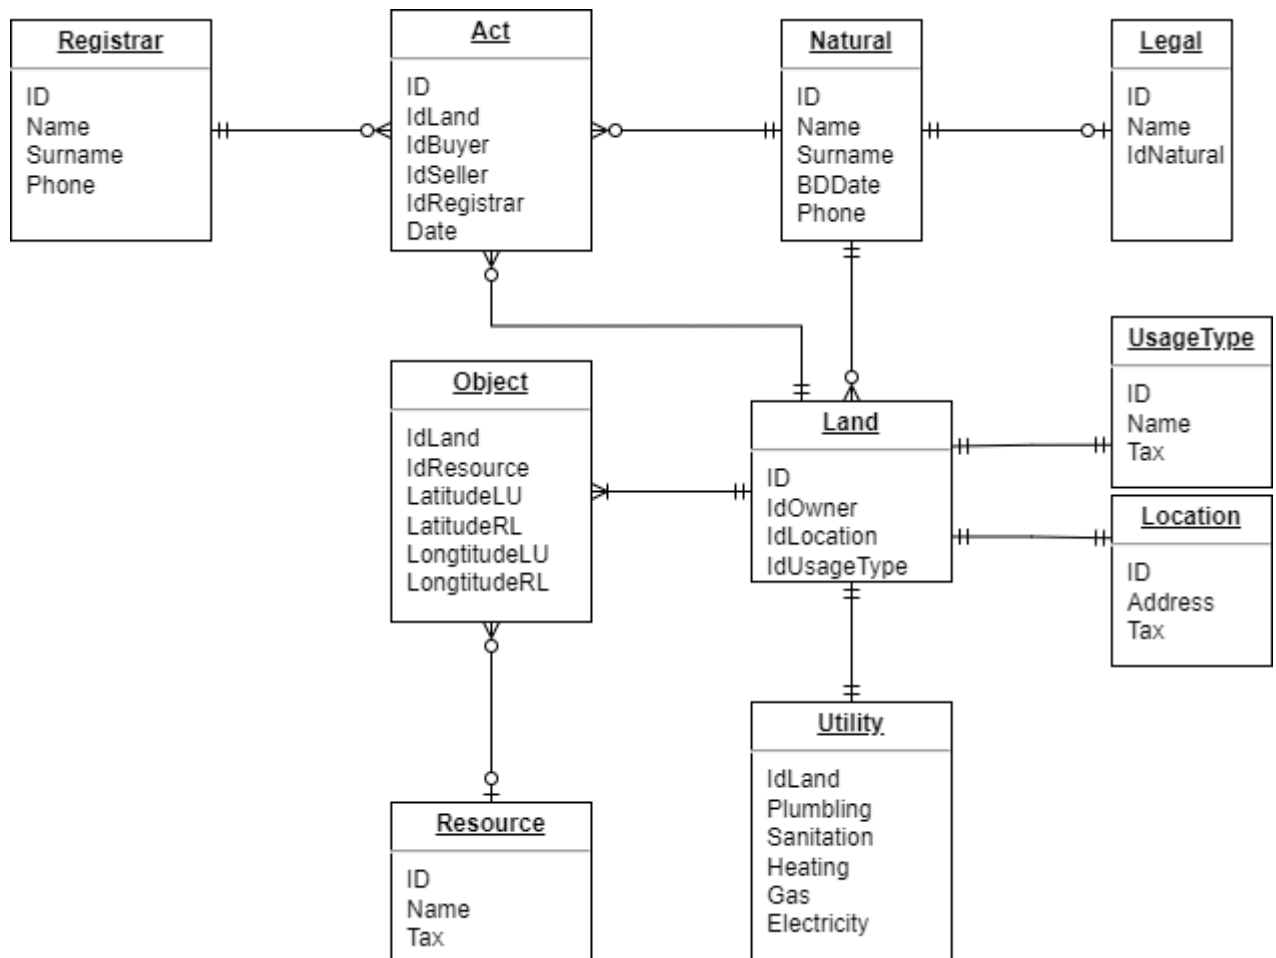 Registrar
ID
Name
Surname
Phone
Act
ID
IdLand
IdBuyer
IdSeller
IdRegistrar
Date
Natural
ID
Name
Surname
BDDate
Phone
Legal
ID
Name
IdNatural
Object
IdLand
IdResource
LatitudeLU
LatitudeRL
LongtitudeLU
LongtitudeRL
Land
ID
IdOwner
IdLocation
IdUsageType
UsageType
ID
Name
Tax
Location
ID
Address
Tax
Resource
ID
Name
Tax
Utility
IdLand
Plumbling
Sanitation
Heating
Gas
Electricity